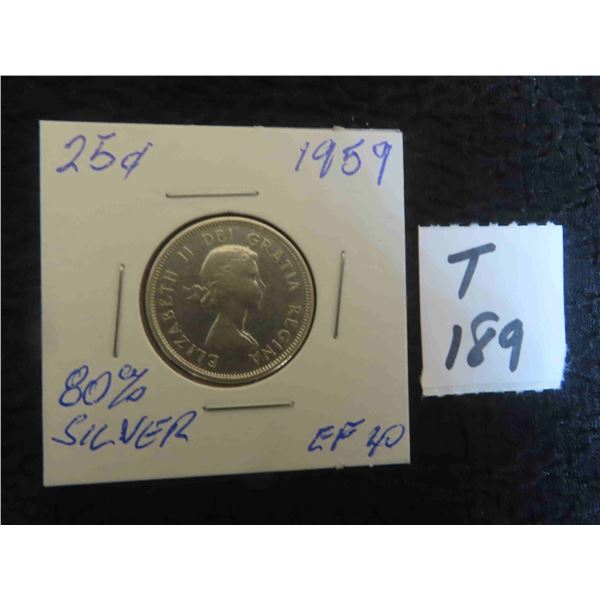 25¢ 1959
ELIZABETH II DEI GRATIA REGINA
80%
SILVER EF 40
T
189